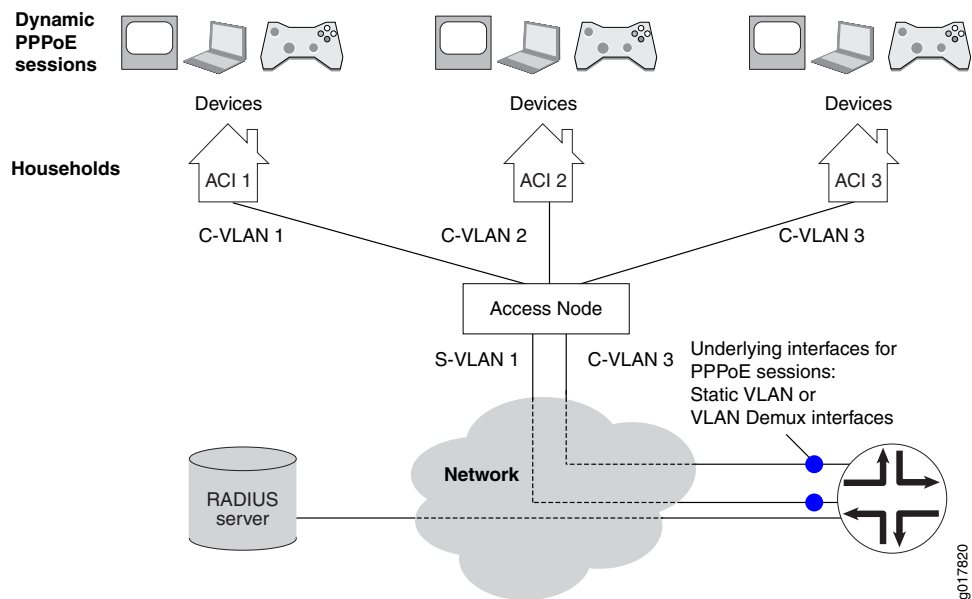 Dynamic
PPPoE
sessions
Devices
Devices
Devices
Households
ACI 1
ACI 2
ACI 3
C-VLAN 1
C-VLAN 2
C-VLAN 3
Access Node
S-VLAN 1
C-VLAN 3
Underlying interfaces for
PPPoE sessions:
Static VLAN or
VLAN Demux interfaces
Network
RADIUS
server
g017820